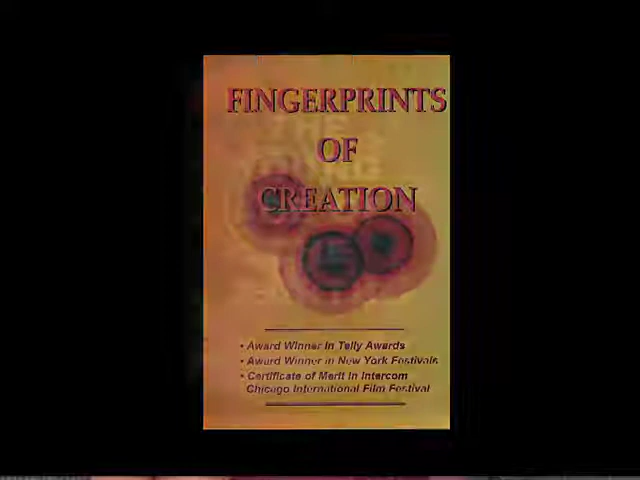 FINGERPRINTS
OF
CREATION
• Award Winner in Telly Awards
• Award Winner in New York Festivals
• Certificate of Merit in Intercom
Chicago International Film Festival